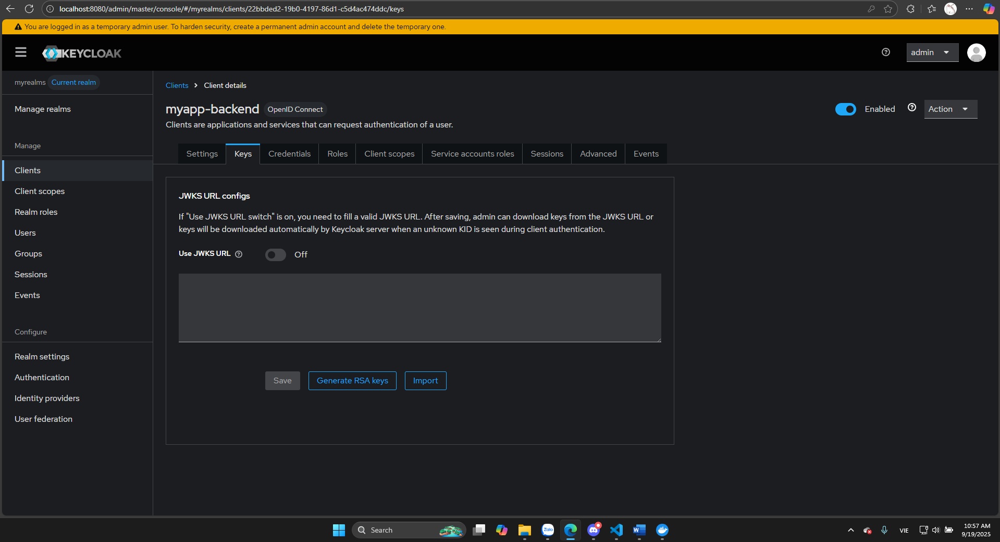 localhost:8080/admin/master/console/#/myrealms/clients/22bbded2-19b0-4197-86d1-c5d4ac474ddc/keys
You are logged in as a temporary admin user. To harden security, create a permanent admin account and delete the temporary one.
KEYCLOAK
admin
myrealms Current realm
Manage realms
Manage
Clients
Client scopes
Realm roles
Users
Groups
Sessions
Events
Configure
Realm settings
Authentication
Identity providers
User federation
Clients > Client details
myapp-backend OpenID Connect
Enabled
Action
Clients are applications and services that can request authentication of a user.
Settings Keys Credentials Roles Client scopes Service accounts roles Sessions Advanced Events
JWKS URL configs
If "Use JWKS URL switch" is on, you need to fill a valid JWKS URL. After saving, admin can download keys from the JWKS URL or
keys will be downloaded automatically by Keycloak server when an unknown KID is seen during client authentication.
Use JWKS URL
Off
Save Generate RSA keys Import
Search
Zalo
VIE
10:57 AM
9/19/2025